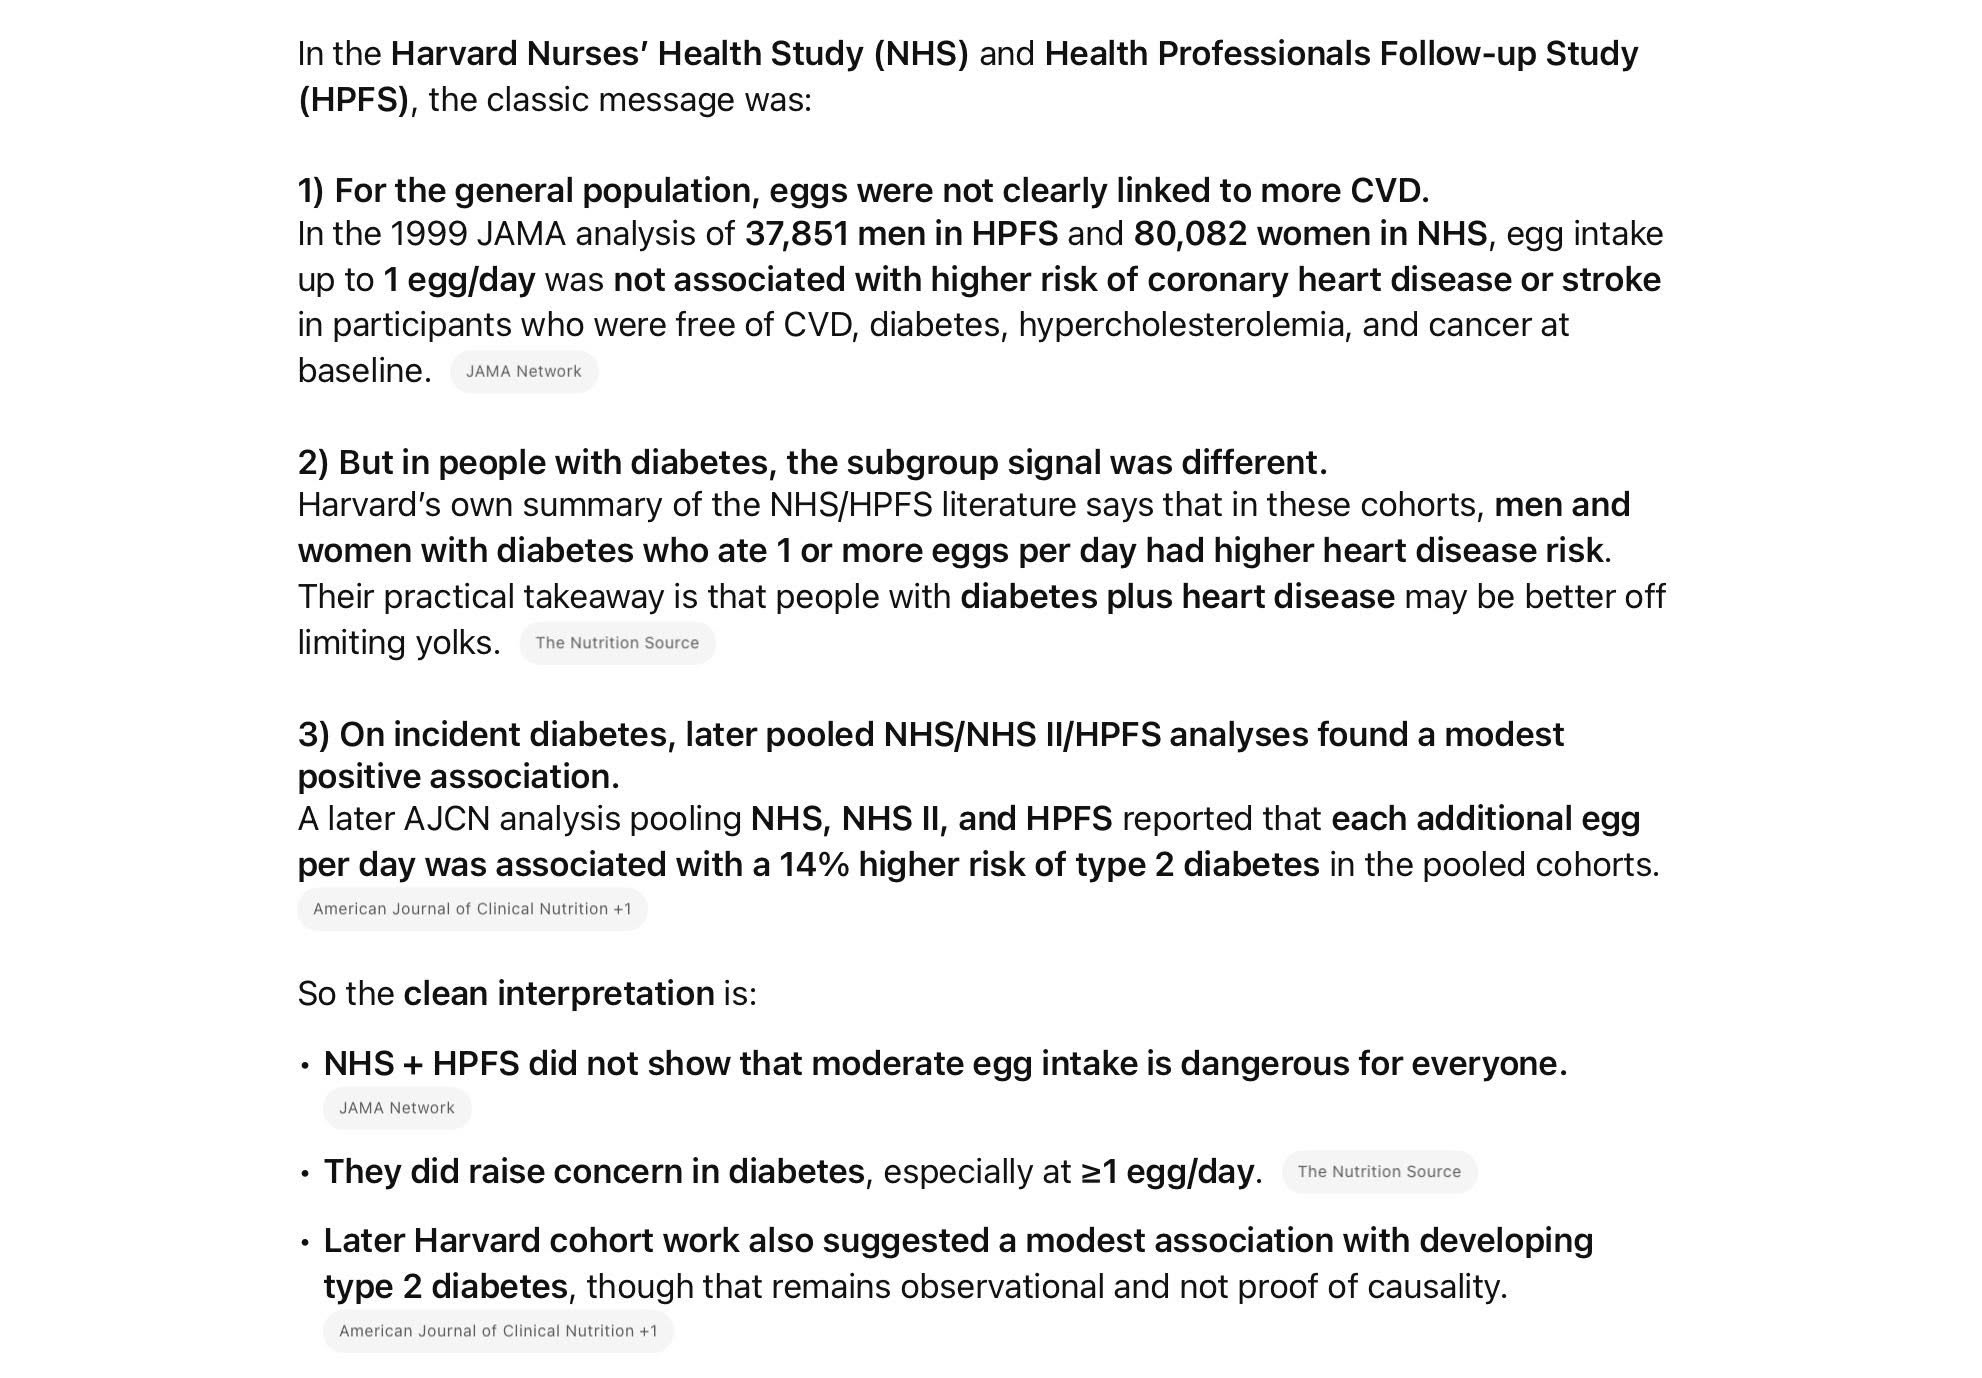 In the Harvard Nurses’ Health Study (NHS) and Health Professionals Follow-up Study
(HPFS), the classic message was:
1) For the general population, eggs were not clearly linked to more CVD.
In the 1999 JAMA analysis of 37,851 men in HPFS and 80,082 women in NHS, egg intake
up to 1 egg/day was not associated with higher risk of coronary heart disease or stroke
in participants who were free of CVD, diabetes, hypercholesterolemia, and cancer at
baseline. JAMA Network
2) But in people with diabetes, the subgroup signal was different.
Harvard’s own summary of the NHS/HPFS literature says that in these cohorts, men and
women with diabetes who ate 1 or more eggs per day had higher heart disease risk.
Their practical takeaway is that people with diabetes plus heart disease may be better off
limiting yolks. The Nutrition Source
3) On incident diabetes, later pooled NHS/NHS II/HPFS analyses found a modest
positive association.
A later AJCN analysis pooling NHS, NHS II, and HPFS reported that each additional egg
per day was associated with a 14% higher risk of type 2 diabetes in the pooled cohorts.
American Journal of Clinical Nutrition +1
So the clean interpretation is:
• NHS + HPFS did not show that moderate egg intake is dangerous for everyone.
JAMA Network
• They did raise concern in diabetes, especially at ≥1 egg/day. The Nutrition Source
• Later Harvard cohort work also suggested a modest association with developing
type 2 diabetes, though that remains observational and not proof of causality.
American Journal of Clinical Nutrition +1